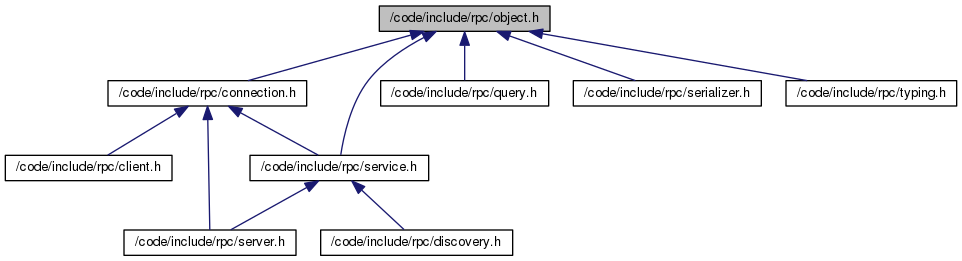 /code/include/rpc/object.h
/code/include/rpc/connection.h
/code/include/rpc/query.h
/code/include/rpc/serializer.h
/code/include/rpc/typing.h
/code/include/rpc/client.h
/code/include/rpc/service.h
/code/include/rpc/server.h
/code/include/rpc/discovery.h